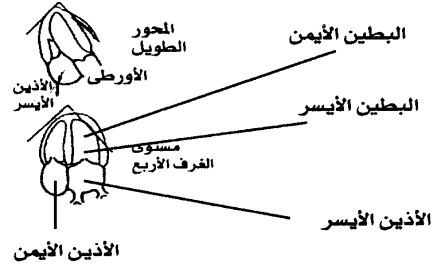 المحور
الطويل
البطين الأيمن
الأورطى
الأذين
الأيسر
البطين الأيسر
مستوى
الغرف الأربع
الأذين الأيسر
الأذين الأيمن